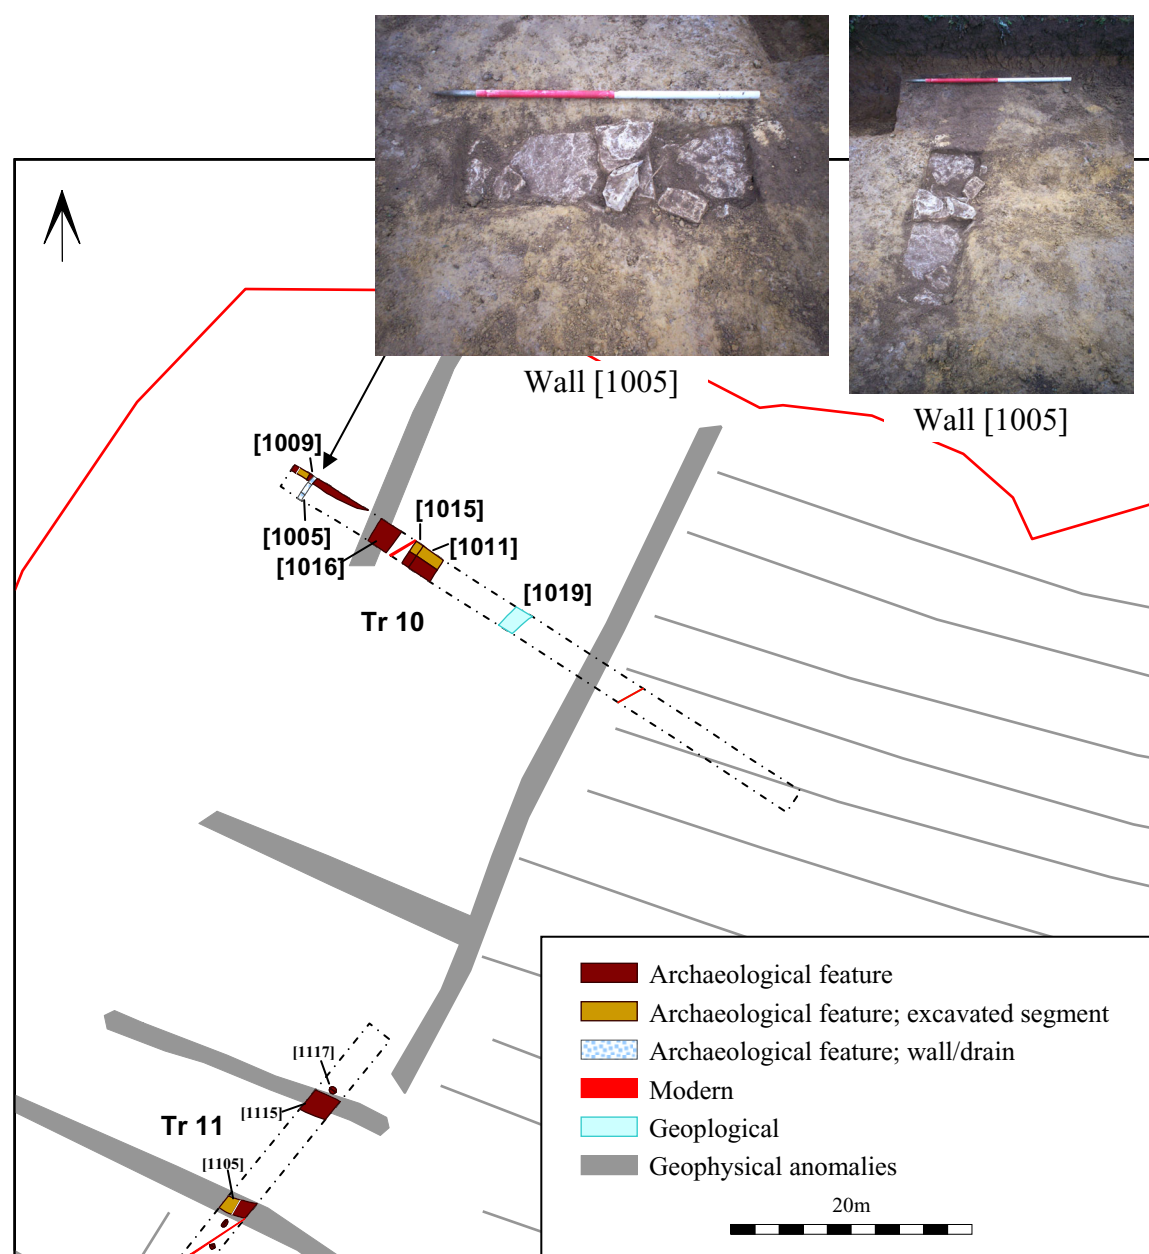 Wall [1005]
Wall [1005]
[1009]
[1015]
[1005]
[1011]
[1016]
[1019]
Tr 10
[1117]
[1115]
Tr 11
[1105]
Archaeological feature
Archaeological feature; excavated segment
Archaeological feature; wall/drain
Modern
Geoplogical
Geophysical anomalies
20m